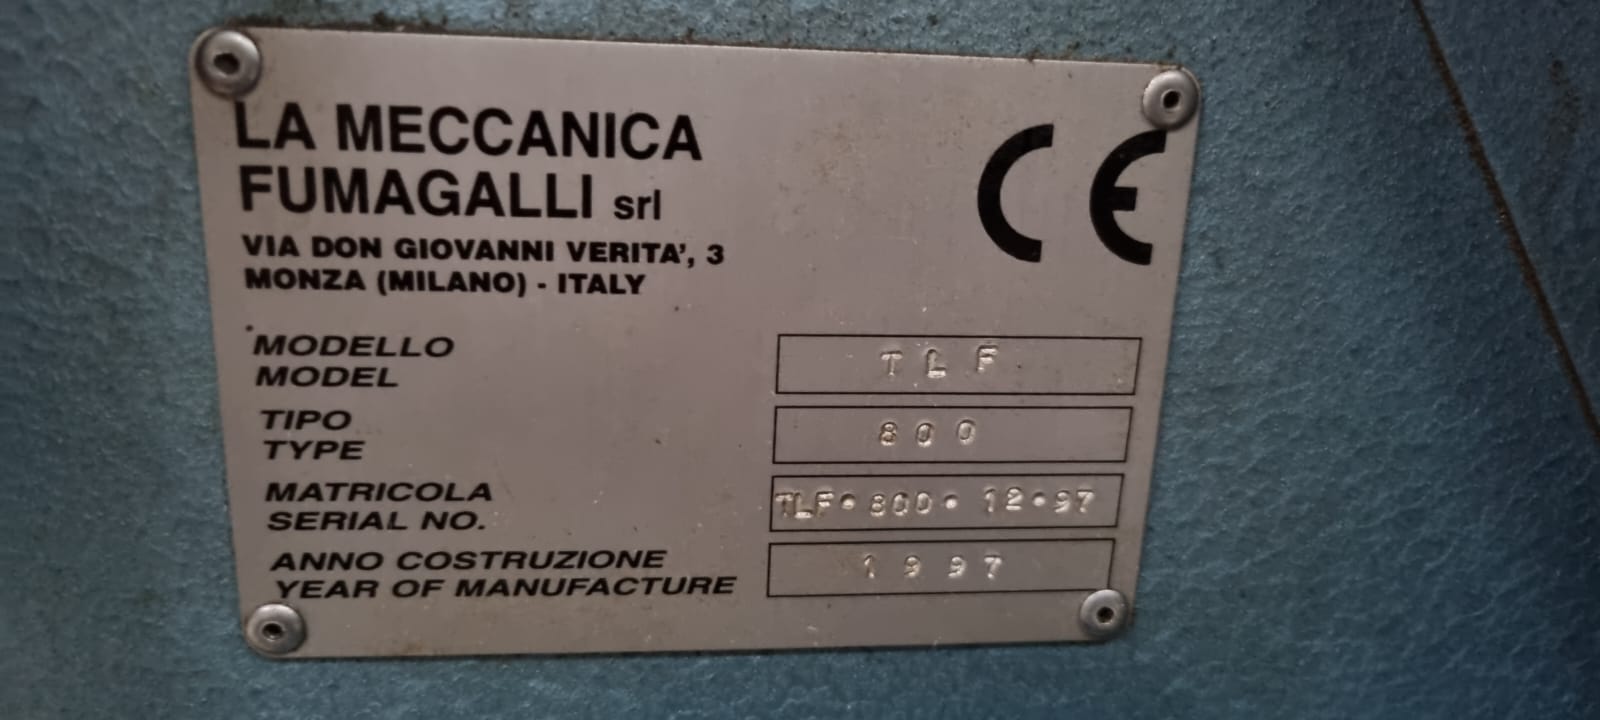 LA MECCANICA
FUMAGALLI srl
VIA DON GIOVANNI VERITA', 3
MONZA (MILANO) - ITALY
CE
MODELLO
MODEL
TLF
TIPO
TYPE
800
MATRICOLA
SERIAL NO.
TLF•800•12•97
ANNO COSTRUZIONE
YEAR OF MANUFACTURE
1997